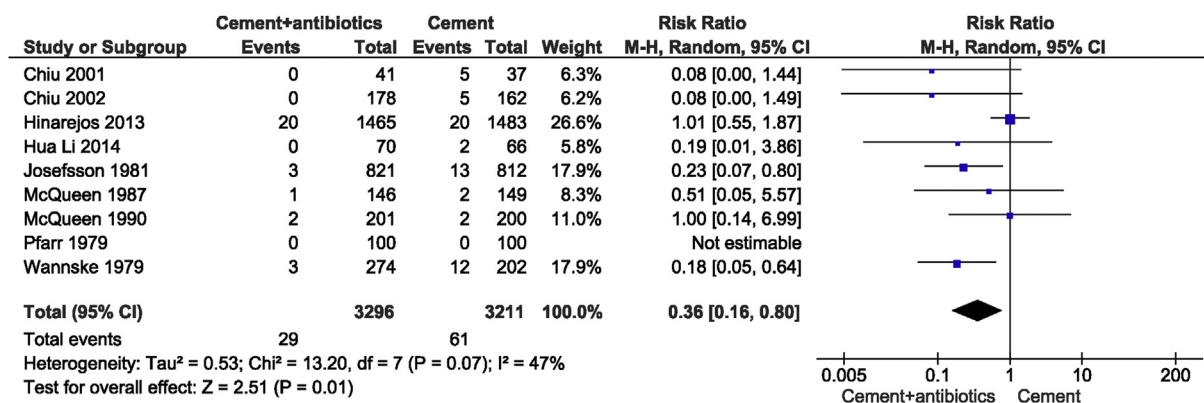 Cement+antibiotics Cement Risk Ratio Risk Ratio
Study or Subgroup Events Total Events Total Weight M-H, Random, 95% CI M-H, Random, 95% CI
Chiu 2001 0 41 5 37 6.3% 0.08 [0.00, 1.44]
Chiu 2002 0 178 5 162 6.2% 0.08 [0.00, 1.49]
Hinarejos 2013 20 1465 20 1483 26.6% 1.01 [0.55, 1.87]
Hua Li 2014 0 70 2 66 5.8% 0.19 [0.01, 3.86]
Josefsson 1981 3 821 13 812 17.9% 0.23 [0.07, 0.80]
McQueen 1987 1 146 2 149 8.3% 0.51 [0.05, 5.57]
McQueen 1990 2 201 2 200 11.0% 1.00 [0.14, 6.99]
Pfarr 1979 0 100 0 100 Not estimable
Wannske 1979 3 274 12 202 17.9% 0.18 [0.05, 0.64]
Total (95% CI) 3296 3211 100.0% 0.36 [0.16, 0.80]
Total events 29 61
Heterogeneity: Tau² = 0.53; Chi² = 13.20, df = 7 (P = 0.07); I² = 47%
Test for overall effect: Z = 2.51 (P = 0.01)
0.005 0.1 1 10 200
Cement+antibiotics Cement